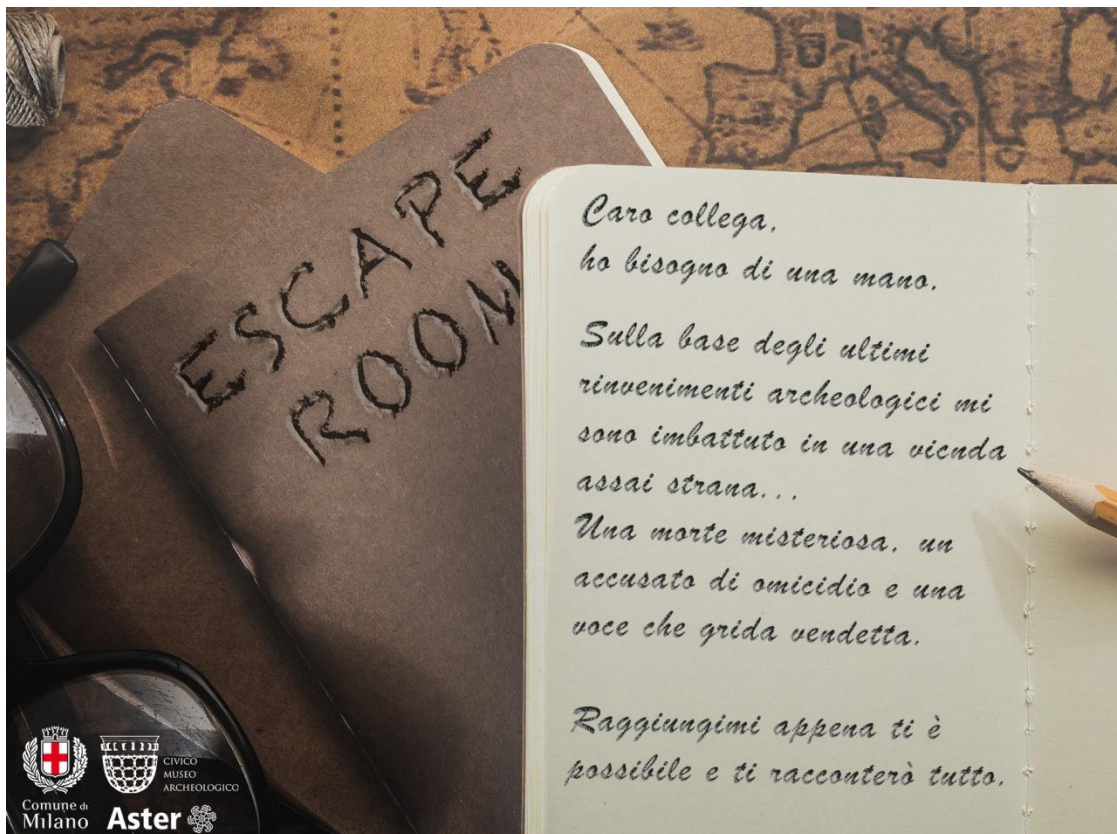 ESCAPE
ROOM
Caro collega,
ho bisogno di una mano.
Sulla base degli ultimi
rinvenimenti archeologici mi
sono imbattuto in una vicnda
assai strana...
Una morte misteriosa, un
accusato di omicidio e una
voce che grida vendetta.
Raggiungimi appena ti è
possibile e ti racconterò tutto.
CIVICO
MUSEO
ARCHEOLOGICO
Comune di
Milano
Aster